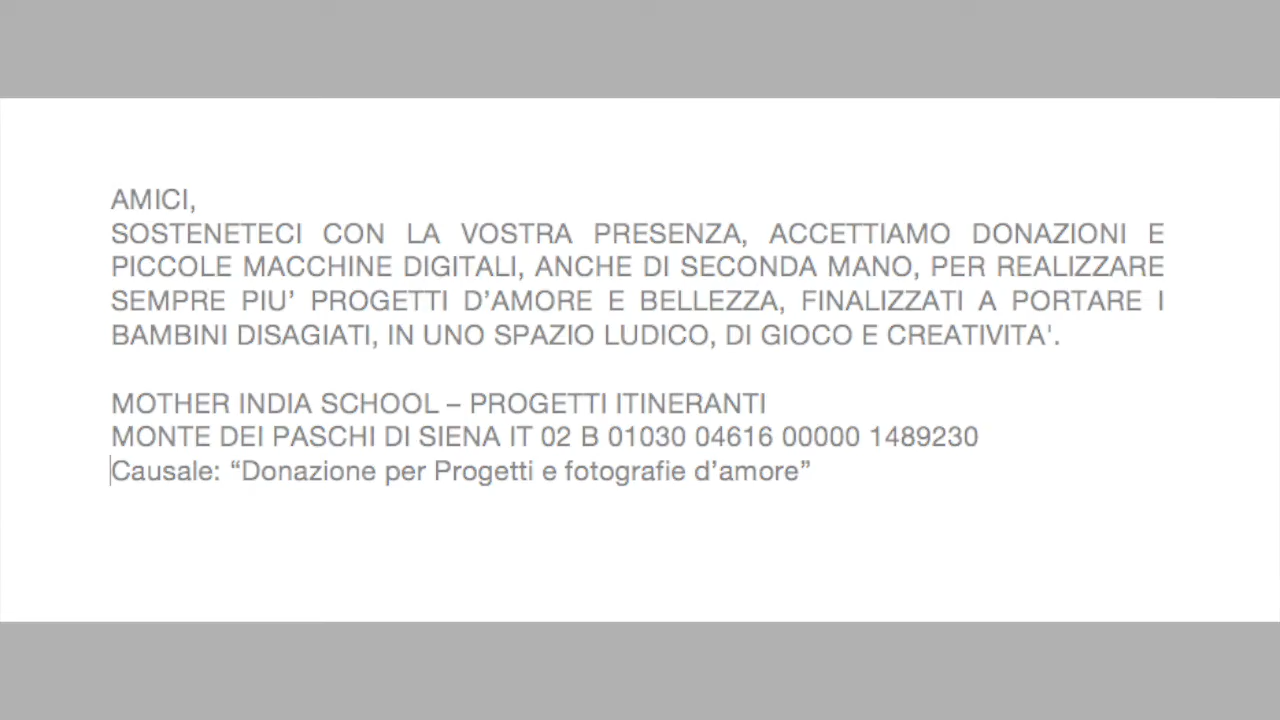 AMICI,
SOSTENETECI CON LA VOSTRA PRESENZA, ACCETTIAMO DONAZIONI E
PICCOLE MACCHINE DIGITALI, ANCHE DI SECONDA MANO, PER REALIZZARE
SEMPRE PIU’ PROGETTI D’AMORE E BELLEZZA, FINALIZZATI A PORTARE I
BAMBINI DISAGIATI, IN UNO SPAZIO LUDICO, DI GIOCO E CREATIVITA'.
MOTHER INDIA SCHOOL – PROGETTI ITINERANTI
MONTE DEI PASCHI DI SIENA IT 02 B 01030 04616 00000 1489230
Causale: “Donazione per Progetti e fotografie d’amore”